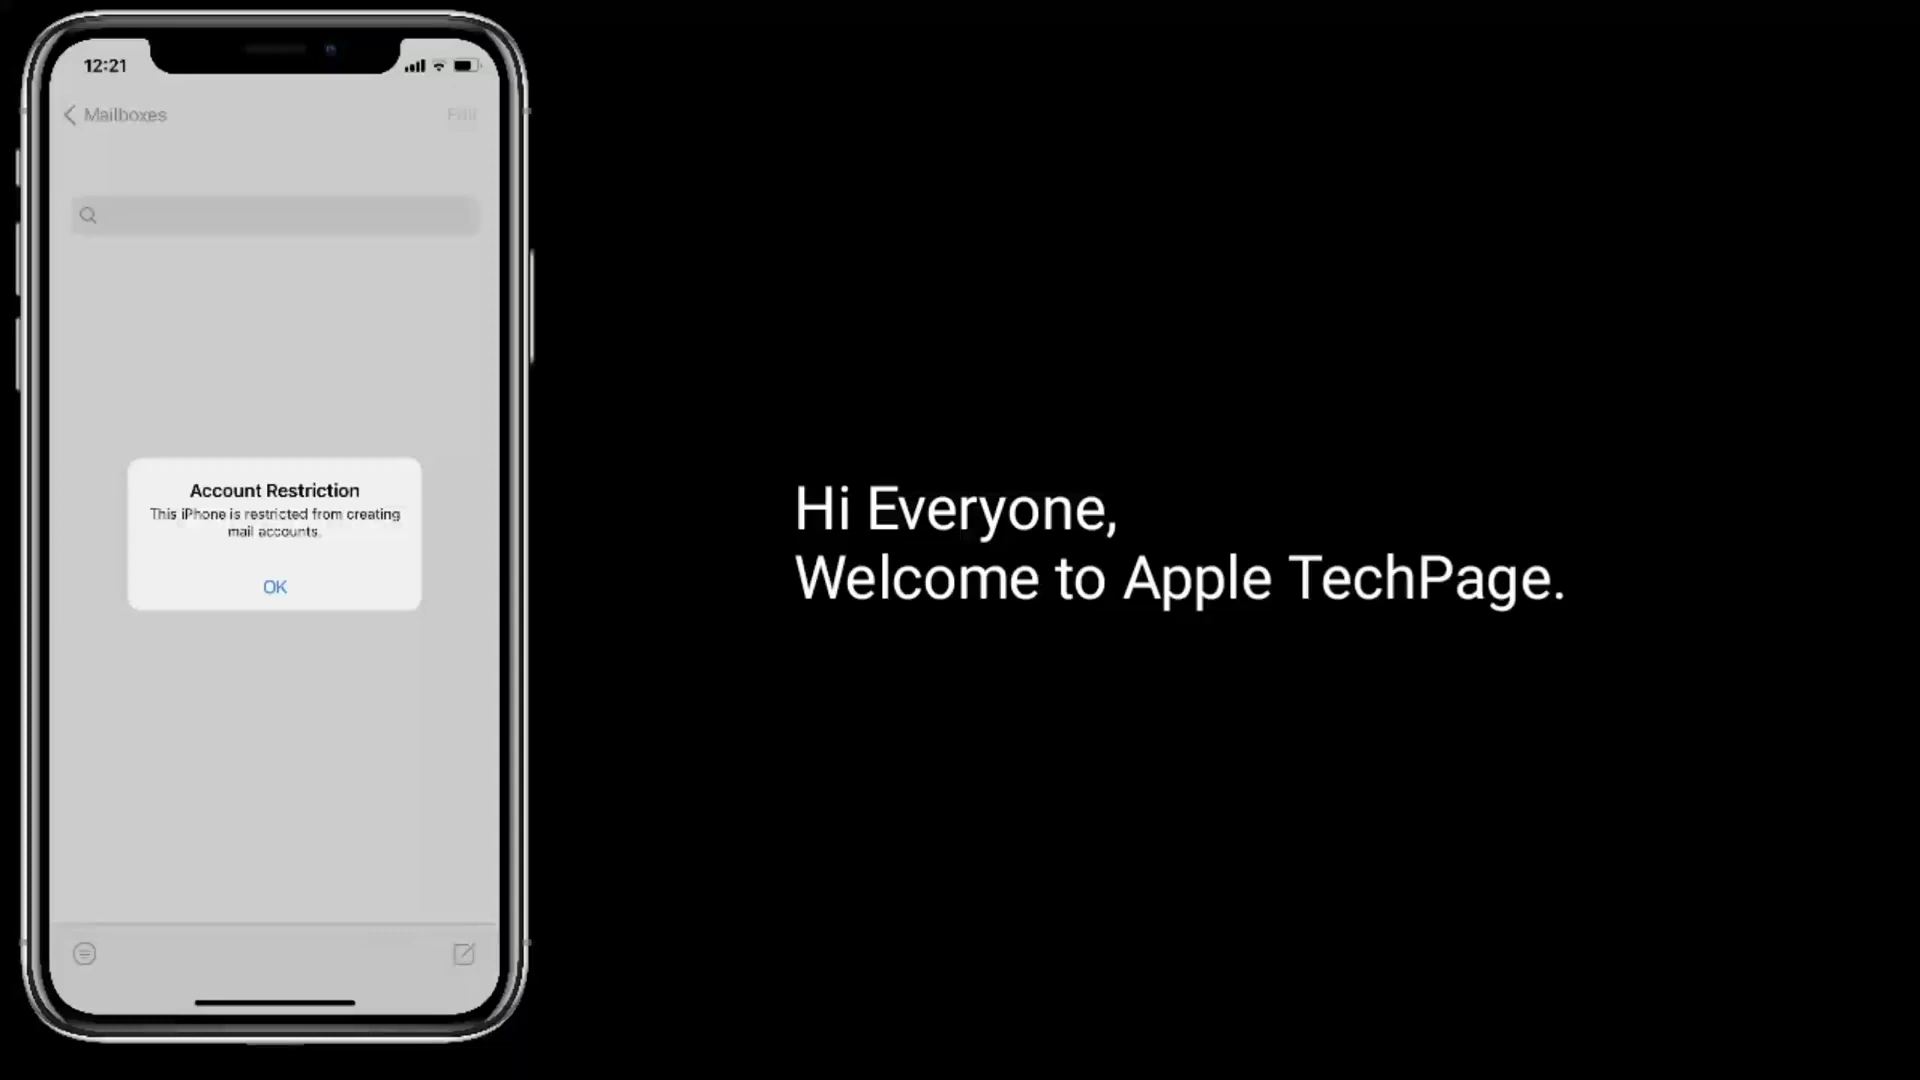 12:21
Mailboxes
Edit
Account Restriction
This iPhone is restricted from creating
mail accounts.
OK
Hi Everyone,
Welcome to Apple TechPage.